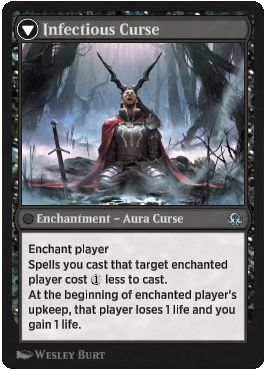 Infectious Curse
Enchantment – Aura Curse
Enchant player
Spells you cast that target enchanted
player cost 1 less to cast.
At the beginning of enchanted player's
upkeep, that player loses 1 life and you
gain 1 life.
Wesley Burt